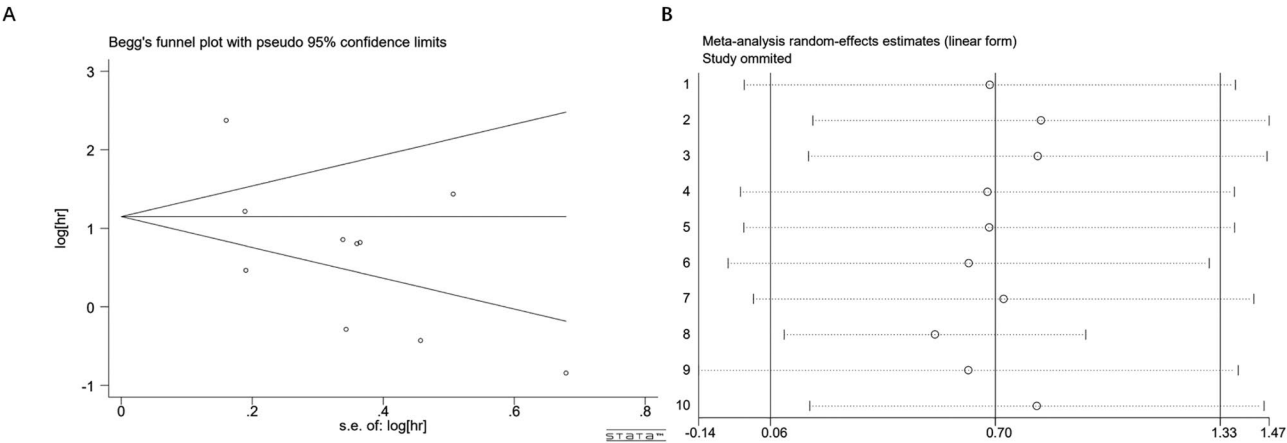 A
Begg's funnel plot with pseudo 95% confidence limits
3
2
1
0
-1
log[hr]
0 .2 .4 .6 .8
s.e. of: log[hr]
STATA™
B
Meta-analysis random-effects estimates (linear form)
Study ommited
1
2
3
4
5
6
7
8
9
10
-0.14 0.06 0.70 1.33 1.47